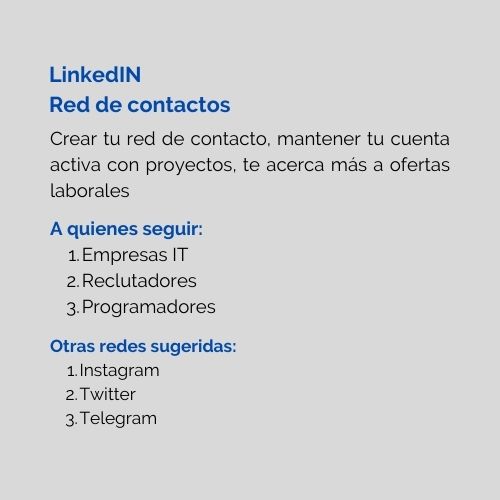 LinkedIN
Red de contactos
Crear tu red de contacto, mantener tu cuenta
activa con proyectos, te acerca más a ofertas
laborales
A quienes seguir:
1. Empresas IT
2. Reclutadores
3. Programadores
Otras redes sugeridas:
1. Instagram
2. Twitter
3. Telegram